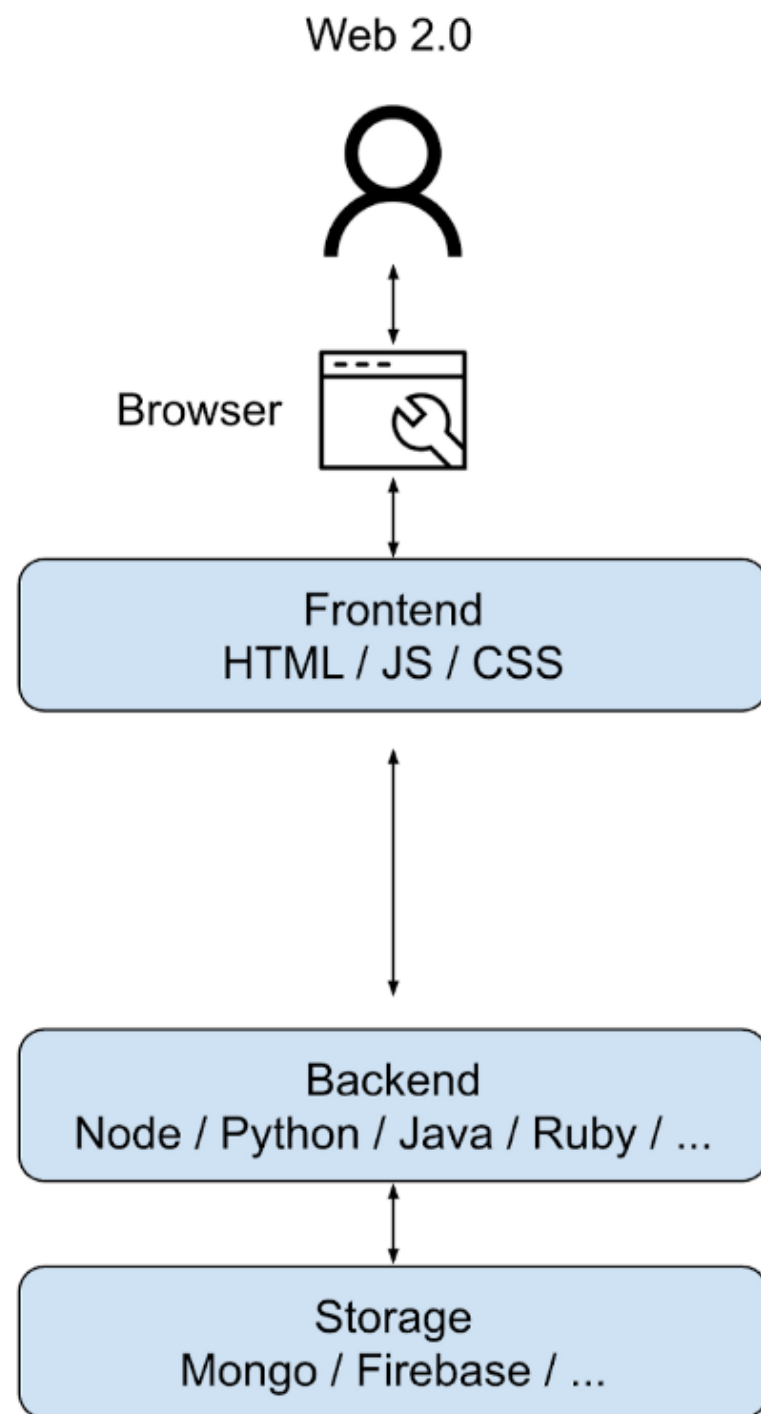 Web 2.0
Browser
Frontend
HTML / JS / CSS
Backend
Node / Python / Java / Ruby / ...
Storage
Mongo / Firebase / ...